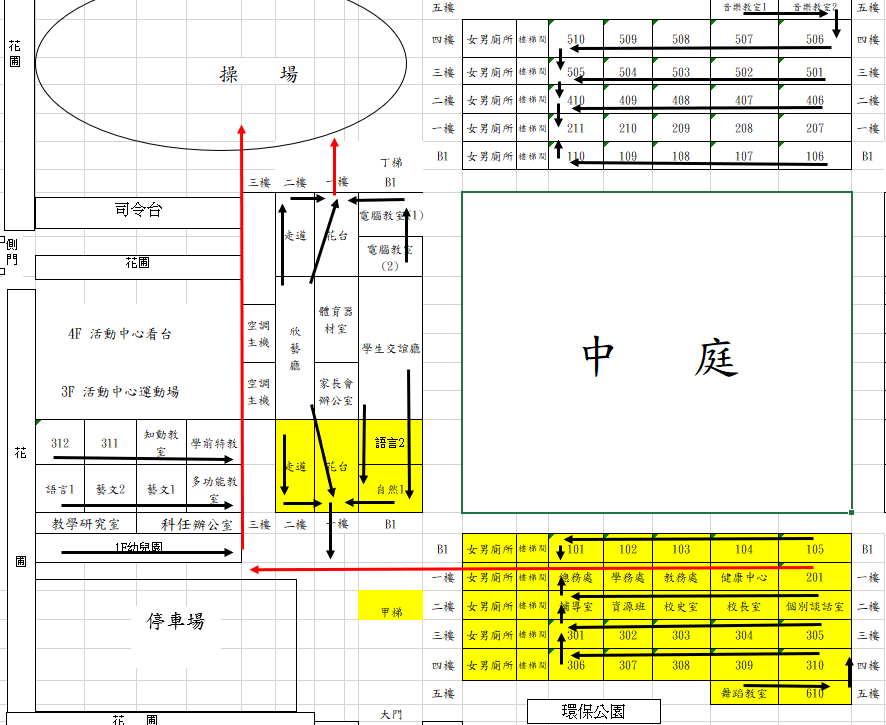 五樓 音樂教室1 音樂教室2 五樓
四樓 女男廁所 樓梯間 510 509 508 507 506 四樓
三樓 女男廁所 樓梯間 505 504 503 502 501 三樓
二樓 女男廁所 樓梯間 410 409 408 407 406 二樓
一樓 女男廁所 樓梯間 211 210 209 208 207 一樓
B1 女男廁所 樓梯間 110 109 108 107 106 B1
花圃
操 場
丁梯
三樓 二樓 一樓 B1
司令台
側門
花圃
走道 花台
電腦教室(1)
電腦教室
(2)
4F 活動中心看台
3F 活動中心運動場
空調
主機
空調
主機
欣藝廳
體育器
材室
家長會
辦公室
學生交誼廳
中 庭
花 圃
312 311 知動教室 學前特教
語言1 藝文2 藝文1 多功能教室
教學研究室 科任辦公室
1F幼兒園
走道 花台
語言2
自然1
三樓 二樓 一樓 B1
停車場
甲梯
大門
花 圃
B1 女男廁所 樓梯間 101 102 103 104 105 B1
一樓 女男廁所 樓梯間 總務處 學務處 教務處 健康中心 201 一樓
二樓 女男廁所 樓梯間 輔導室 資源班 校史室 校長室 個別談話室 二樓
三樓 女男廁所 樓梯間 301 302 303 304 305 三樓
四樓 女男廁所 樓梯間 306 307 308 309 310 四樓
五樓 舞蹈教室 610 五樓
環保公園